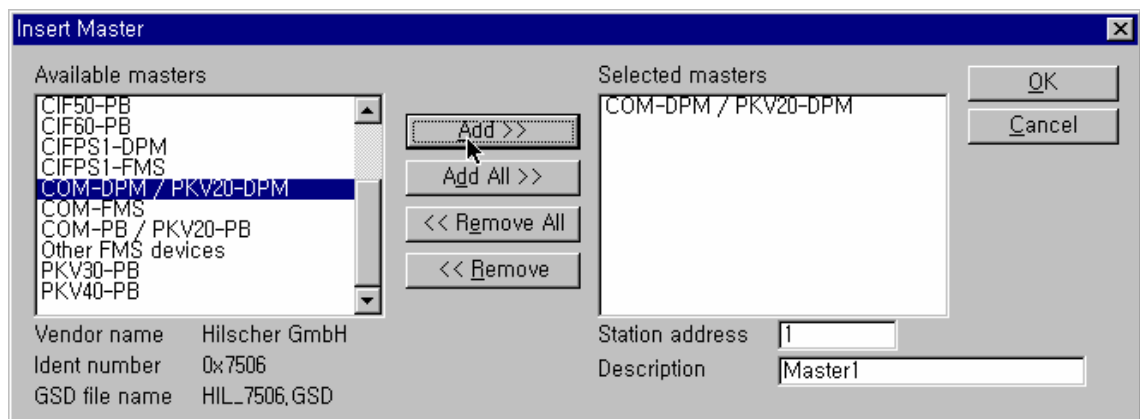 Insert Master
Available masters
CIF50-PB
CIF60-PB
CIFPS1-DPM
CIFPS1-FMS
COM-DPM / PKV20-DPM
COM-FMS
COM-PB / PKV20-PB
Other FMS devices
PKV30-PB
PKV40-PB
Add >>
Add All >>
<< Remove All
<< Remove
Selected masters
COM-DPM / PKV20-DPM
OK
Cancel
Vendor name Hilscher GmbH
Ident number 0x7506
GSD file name HIL_7506.GSD
Station address 1
Description Master1